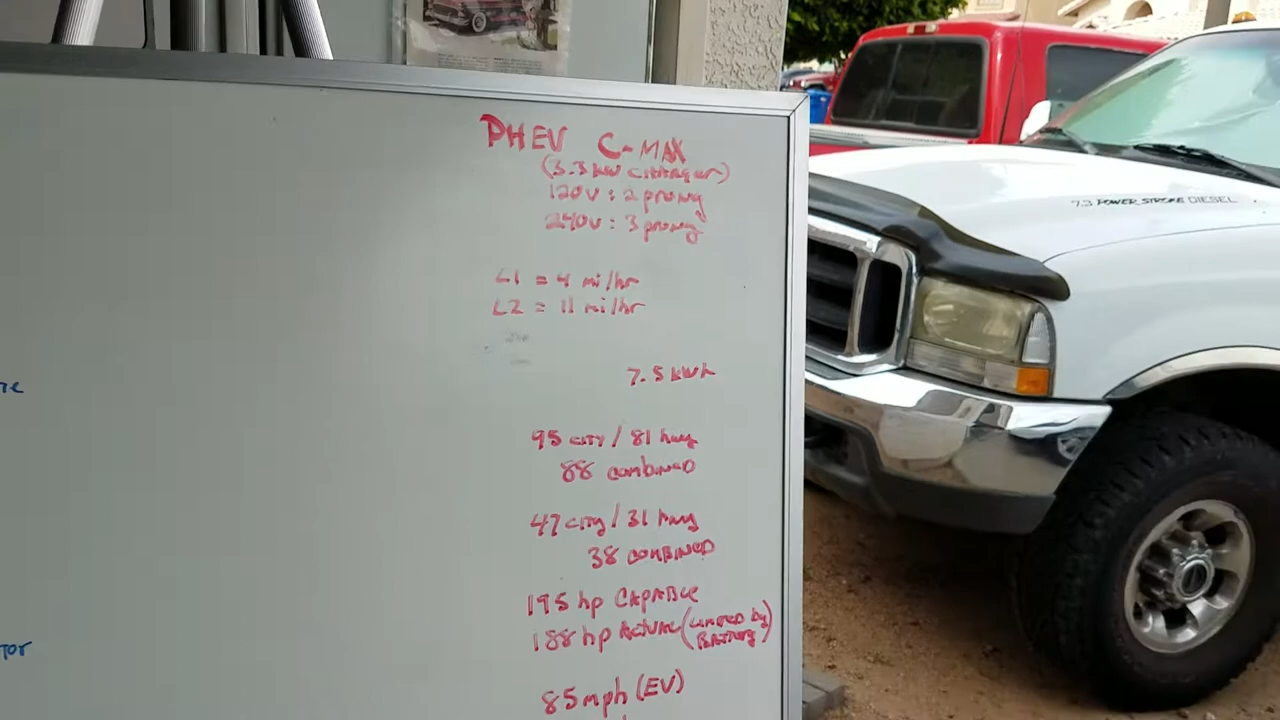 PHEV C-MAX
(3.3 kW charger)
120V : 2 prong
240V : 3 prong
L1 = 4 mi/hr
L2 = 11 mi/hr
7.5 kWh
95 city / 81 hwy
88 combined
47 city / 31 hwy
38 combined
195 hp capable
188 hp actual (limited by
battery)
85 mph (EV)
7.3 POWER STROKE DIESEL